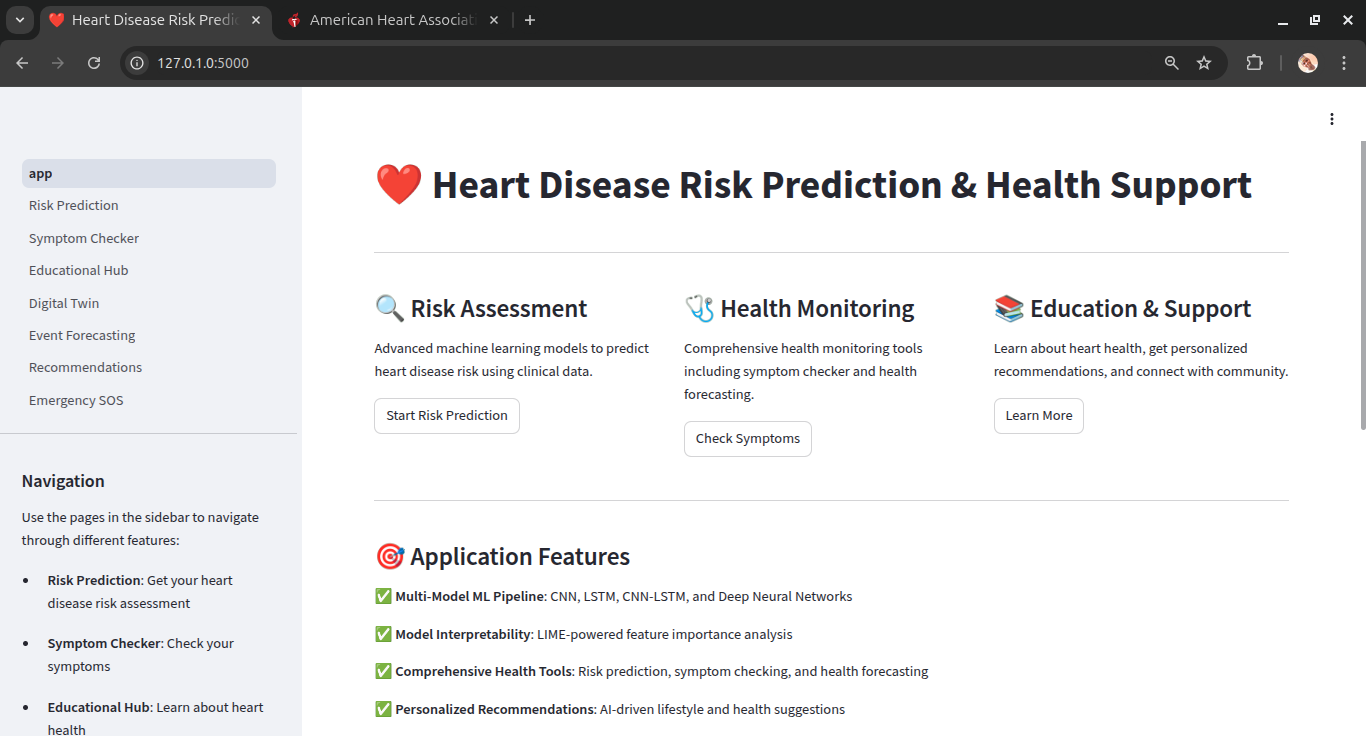 Heart Disease Risk Predic
American Heart Associat
127.0.1.0:5000
app
Risk Prediction
Symptom Checker
Educational Hub
Digital Twin
Event Forecasting
Recommendations
Emergency SOS
Navigation
Use the pages in the sidebar to navigate
through different features:
Risk Prediction: Get your heart
disease risk assessment
Symptom Checker: Check your
symptoms
Educational Hub: Learn about heart
health
❤️ Heart Disease Risk Prediction & Health Support
🔍 Risk Assessment
Advanced machine learning models to predict
heart disease risk using clinical data.
Start Risk Prediction
🩺 Health Monitoring
Comprehensive health monitoring tools
including symptom checker and health
forecasting.
Check Symptoms
📚 Education & Support
Learn about heart health, get personalized
recommendations, and connect with community.
Learn More
🎯 Application Features
✅ Multi-Model ML Pipeline: CNN, LSTM, CNN-LSTM, and Deep Neural Networks
✅ Model Interpretability: LIME-powered feature importance analysis
✅ Comprehensive Health Tools: Risk prediction, symptom checking, and health forecasting
✅ Personalized Recommendations: AI-driven lifestyle and health suggestions